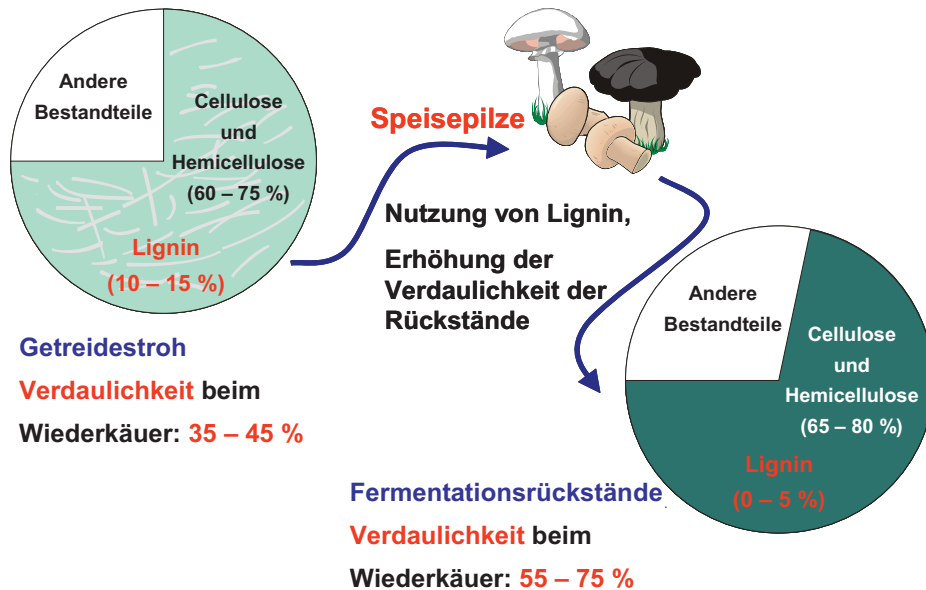 Andere
Bestandteile
Cellulose
und
Hemicellulose
(60 – 75 %)
Lignin
(10 – 15 %)
Getreidestroh
Verdaulichkeit beim
Wiederkäuer: 35 – 45 %
Speisepilze
Nutzung von Lignin,
Erhöhung der
Verdaulichkeit der
Rückstände
Andere
Bestandteile
Cellulose
und
Hemicellulose
(65 – 80 %)
Lignin
(0 – 5 %)
Fermentationsrückstände
Verdaulichkeit beim
Wiederkäuer: 55 – 75 %